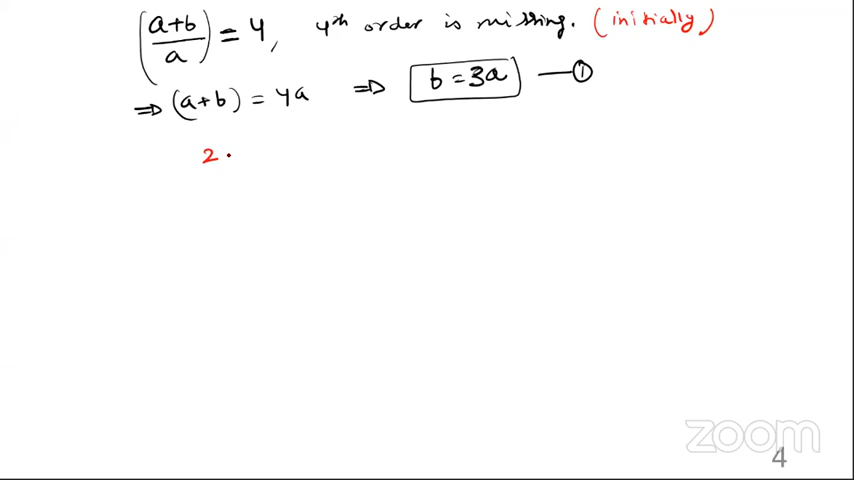 (a+b/a) = 4, 4th order is missing. (initially)
⇒ (a+b) = 4a ⇒ b = 3a — ①
2.
zoom
4